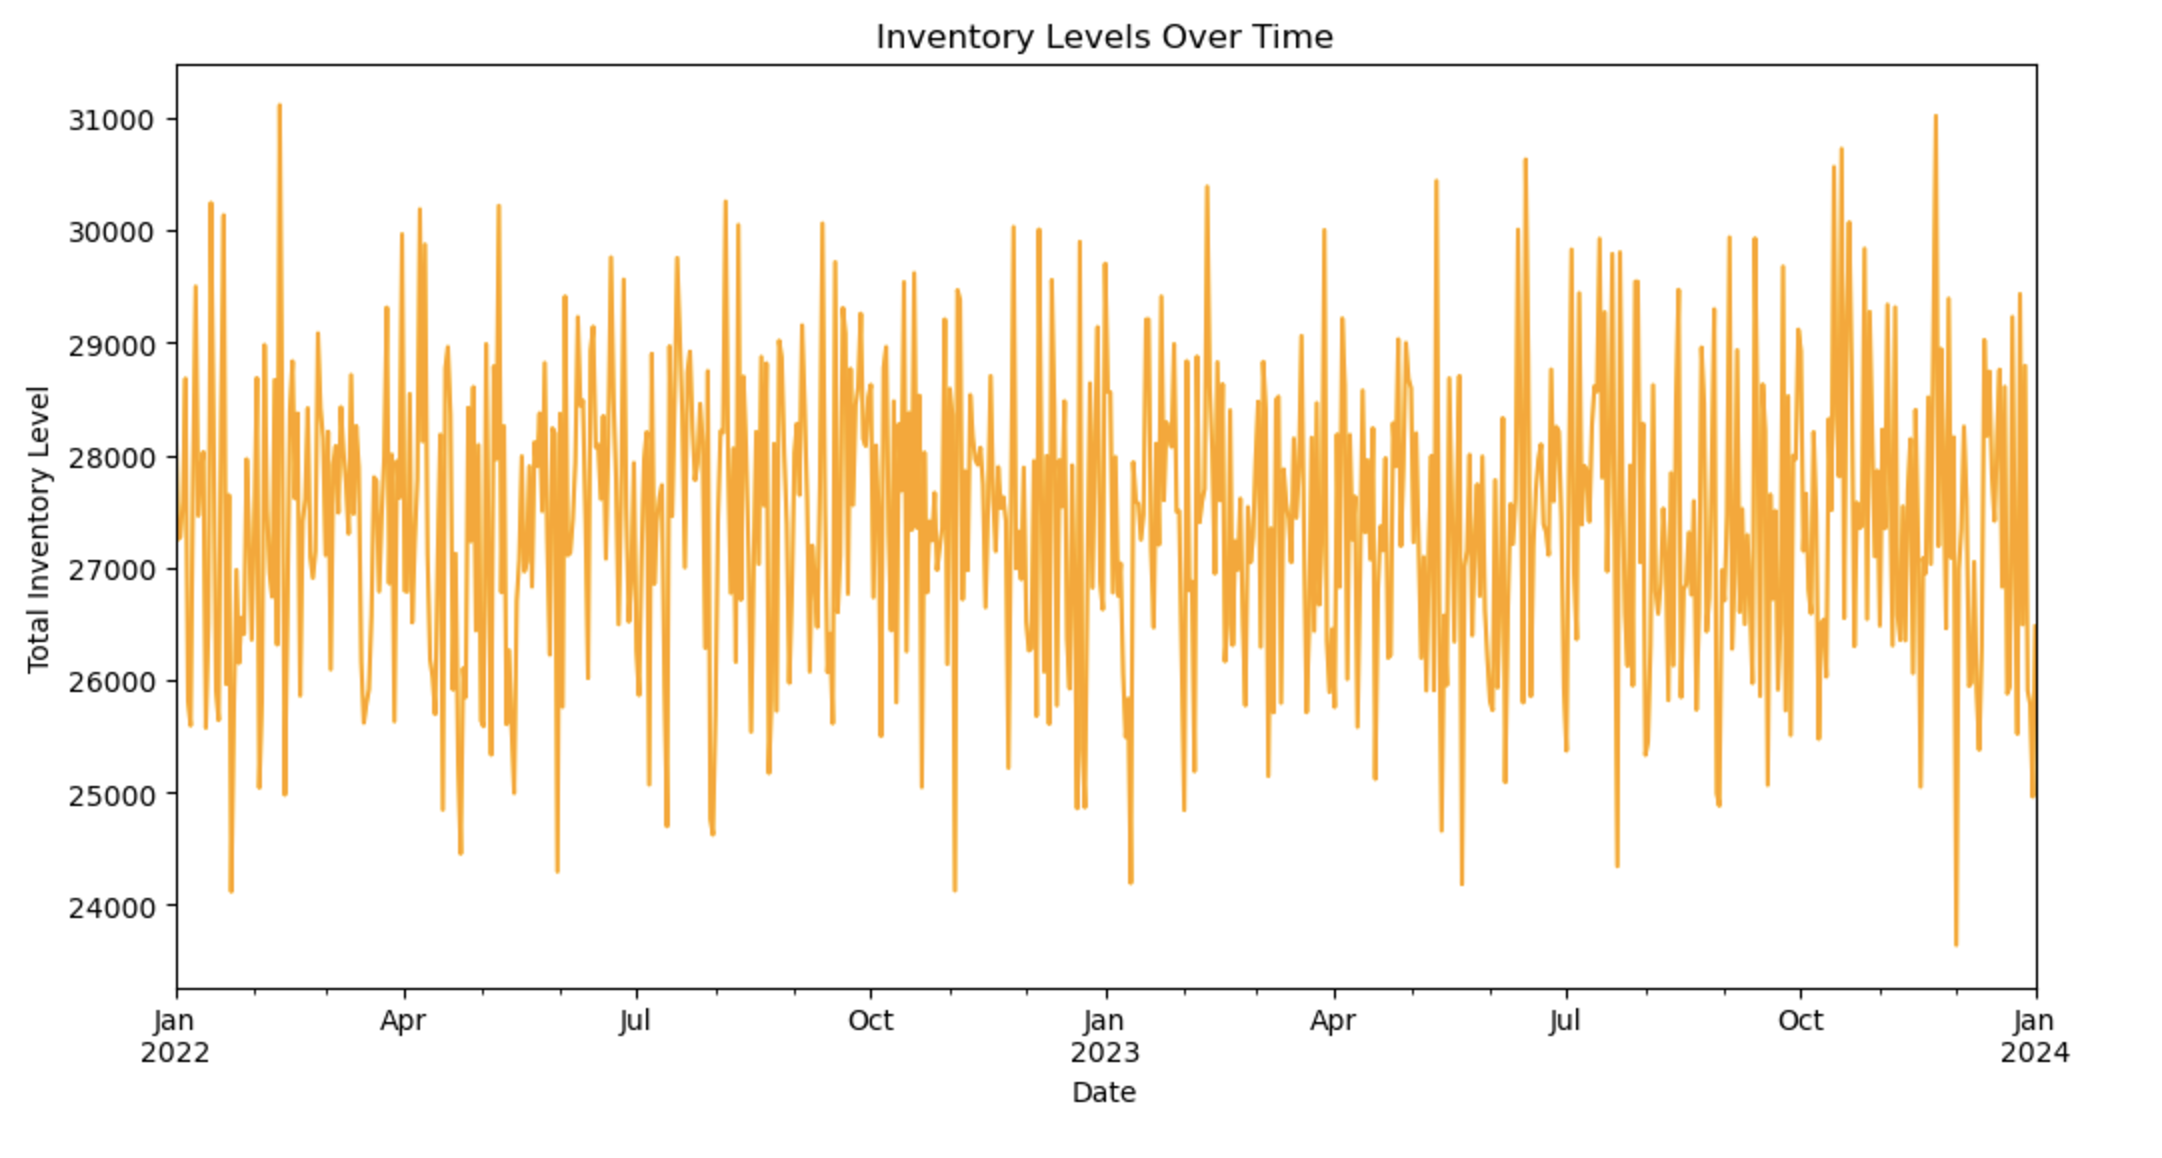 Inventory Levels Over Time
31000
30000
29000
28000
27000
26000
25000
24000
Total Inventory Level
Jan Apr Jul Oct Jan Apr Jul Oct Jan
2022 2023 2024
Date